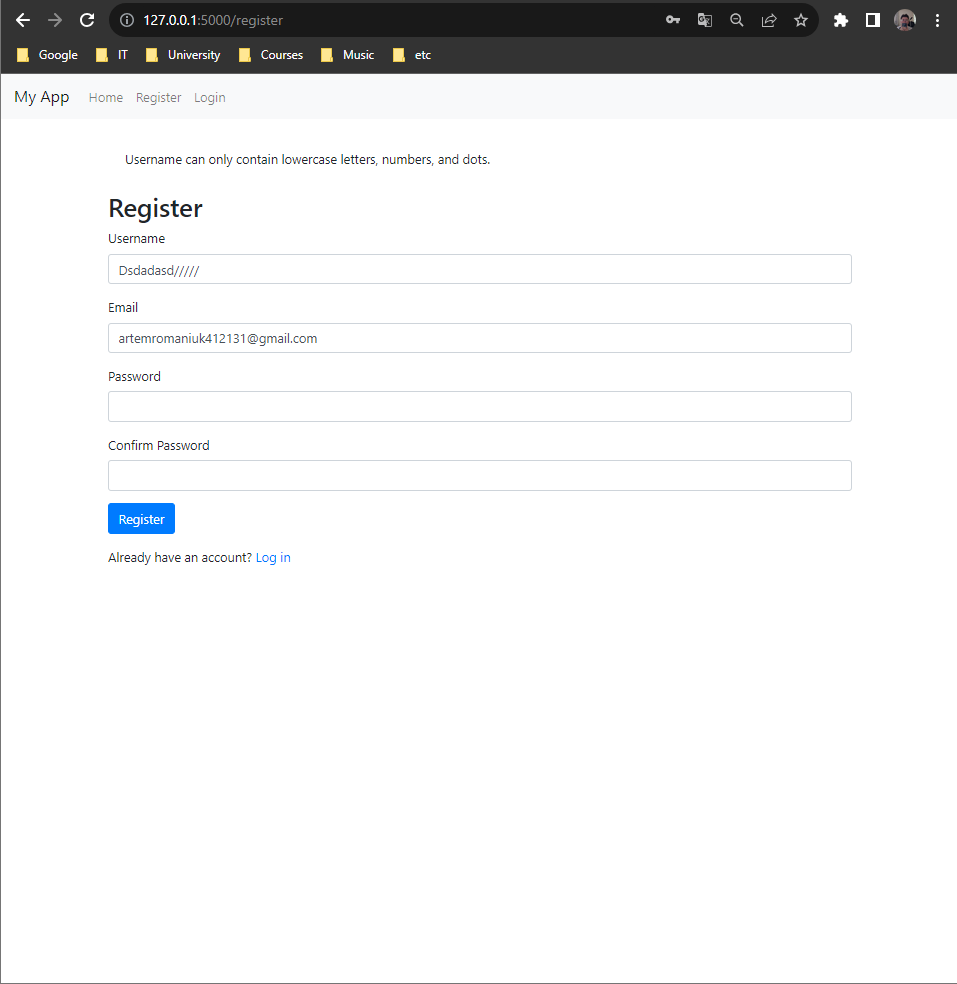 127.0.0.1:5000/register
Google IT University Courses Music etc
My App Home Register Login
Username can only contain lowercase letters, numbers, and dots.
Register
Username
Dsdadasd/////
Email
artemromaniuk412131@gmail.com
Password
Confirm Password
Register
Already have an account? Log in